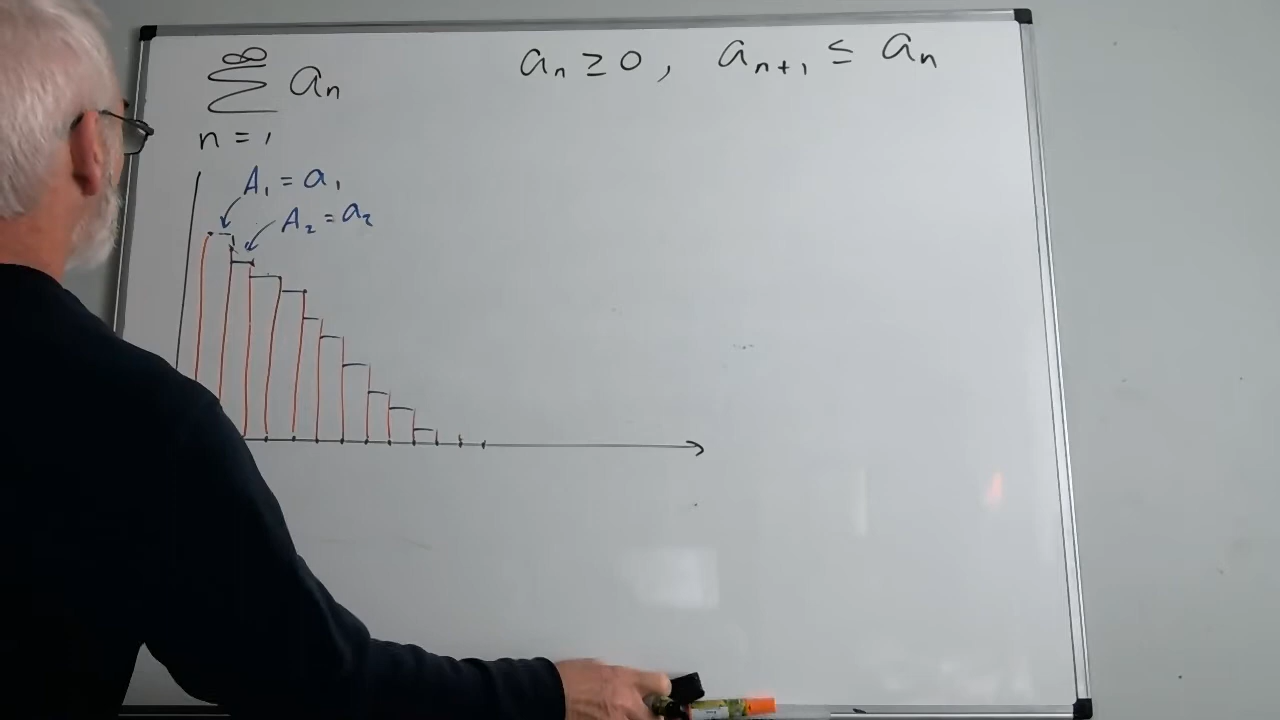 ∞
∑ aₙ aₙ ≥ 0, aₙ₊₁ ≤ aₙ
n = 1
A₁ = a₁
A₂ = a₂